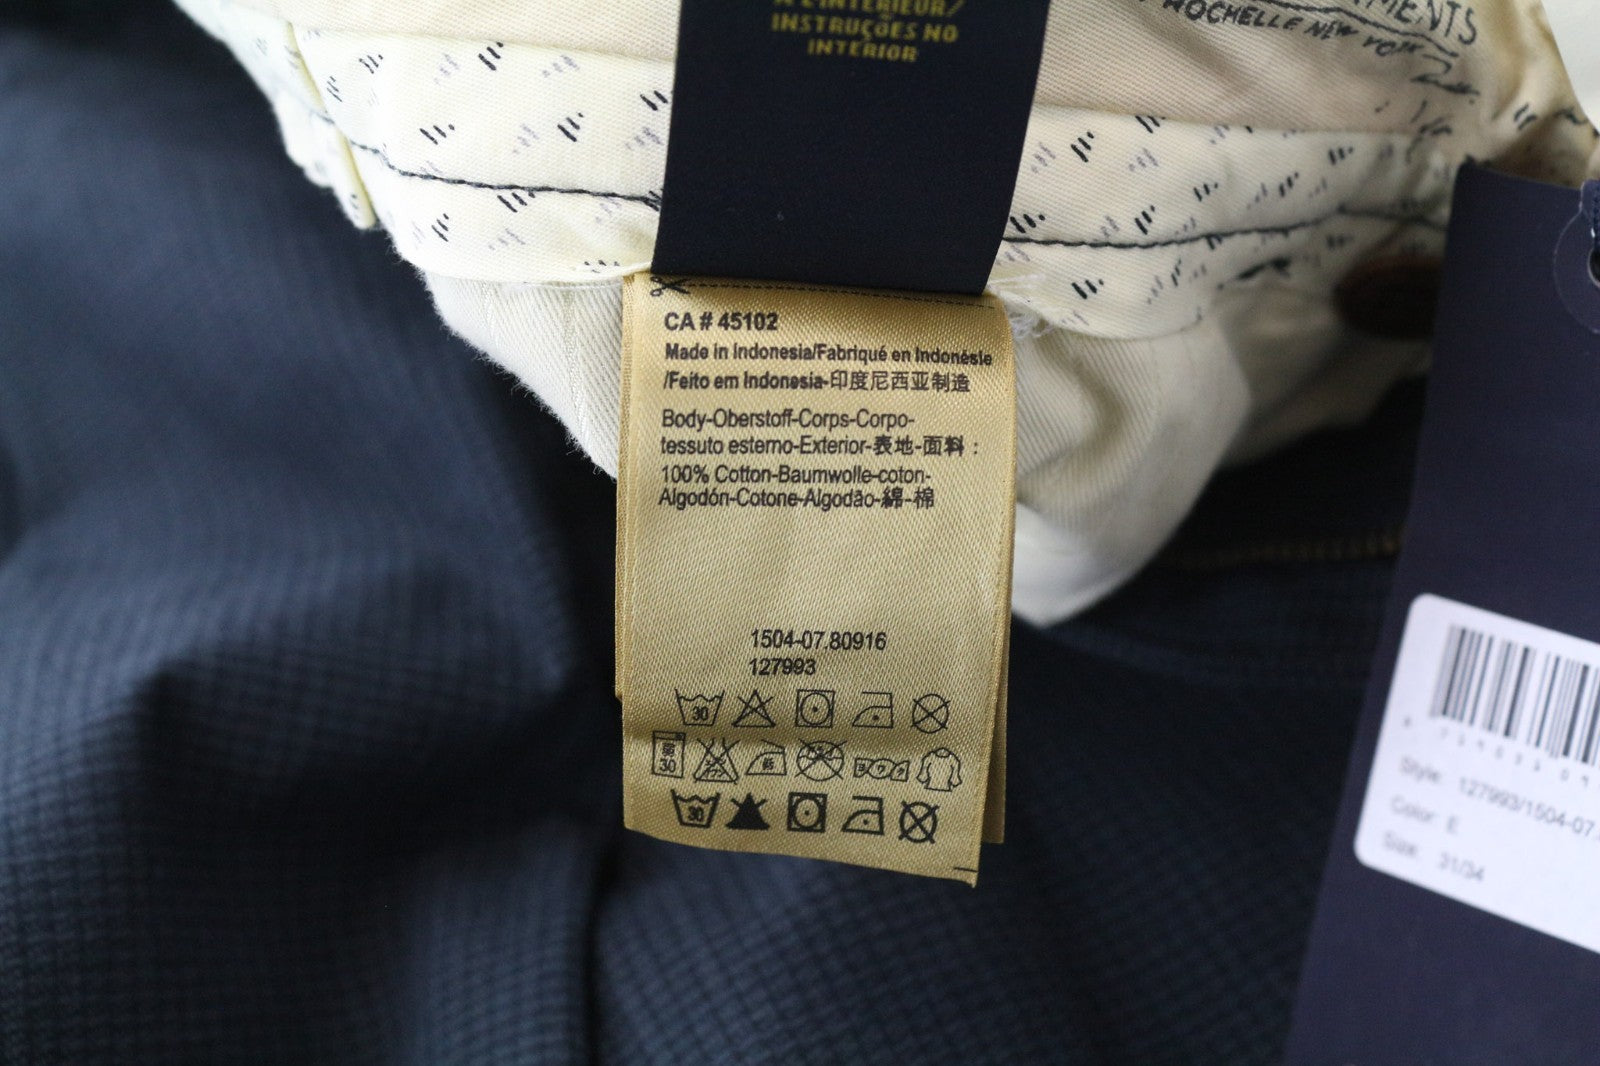 A L'INTÉRIEUR/
INSTRUÇÕES NO
INTERIOR
ROCHELLE NEW YORK
CA # 45102
Made in Indonesia/Fabriqué en Indonésie
/Feito em Indonesia-印度尼西亚制造
Body-Oberstoff-Corps-Corpo-
tessuto esterno-Exterior-表地-面料：
100% Cotton-Baumwolle-coton-
Algodón-Cotone-Algodão-綿-棉
1504-07.80916
127993
30
30
30
Style: 127993/1504-07.
Color: E
Size: 31/34